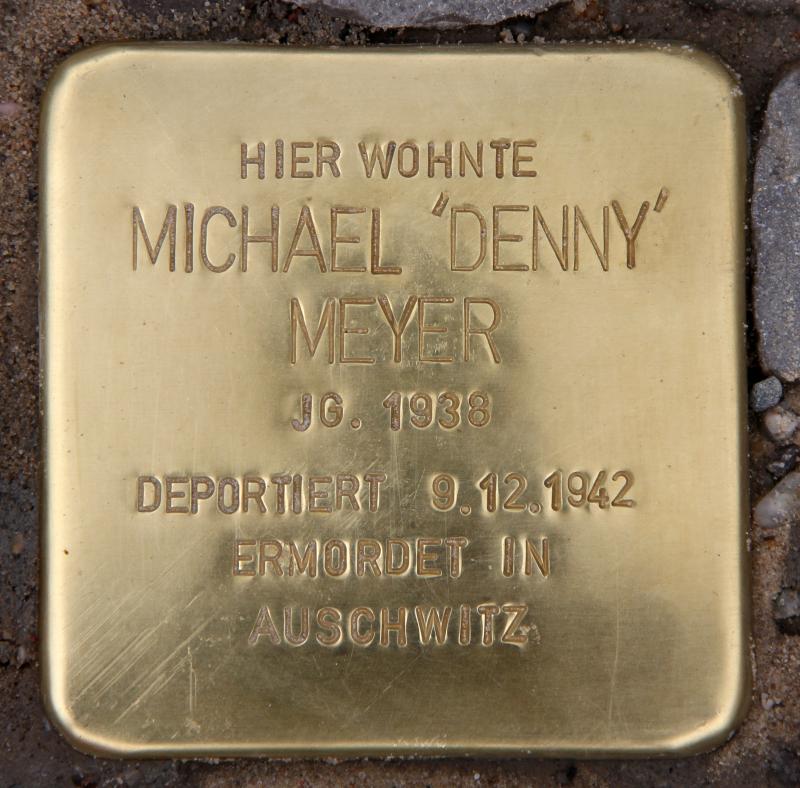 HIER WOHNTE
MICHAEL 'DENNY'
MEYER
JG. 1938
DEPORTIERT 9.12.1942
ERMORDET IN
AUSCHWITZ